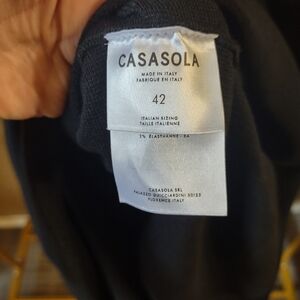 CASASOLA
MADE IN ITALY
FABRIQUE EN ITALY
42
ITALIAN SIZING
TAILLE ITALIENNE
CASASOLA SRL
PALAZZO GUICCIARDINI 50125
FLORENCE ITALY